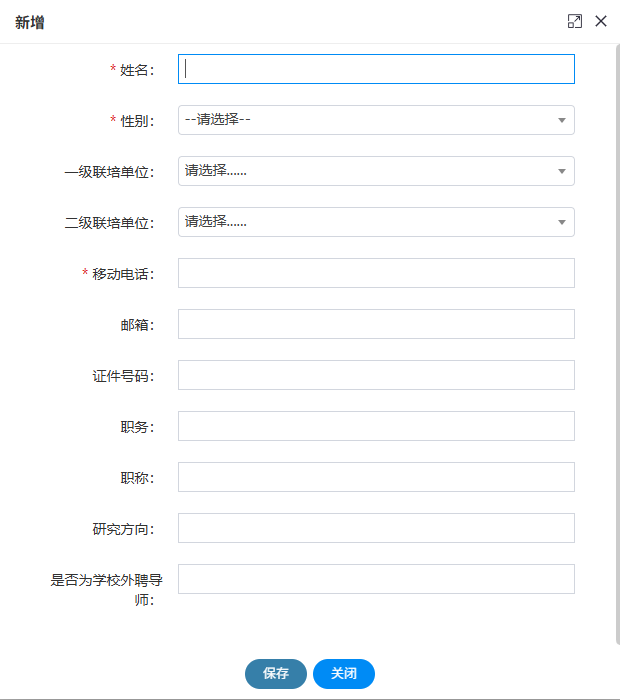 新增
* 姓名：
* 性别： --请选择--
一级联培单位： 请选择......
二级联培单位： 请选择......
* 移动电话：
邮箱：
证件号码：
职务：
职称：
研究方向：
是否为学校外聘导
师：
保存 关闭